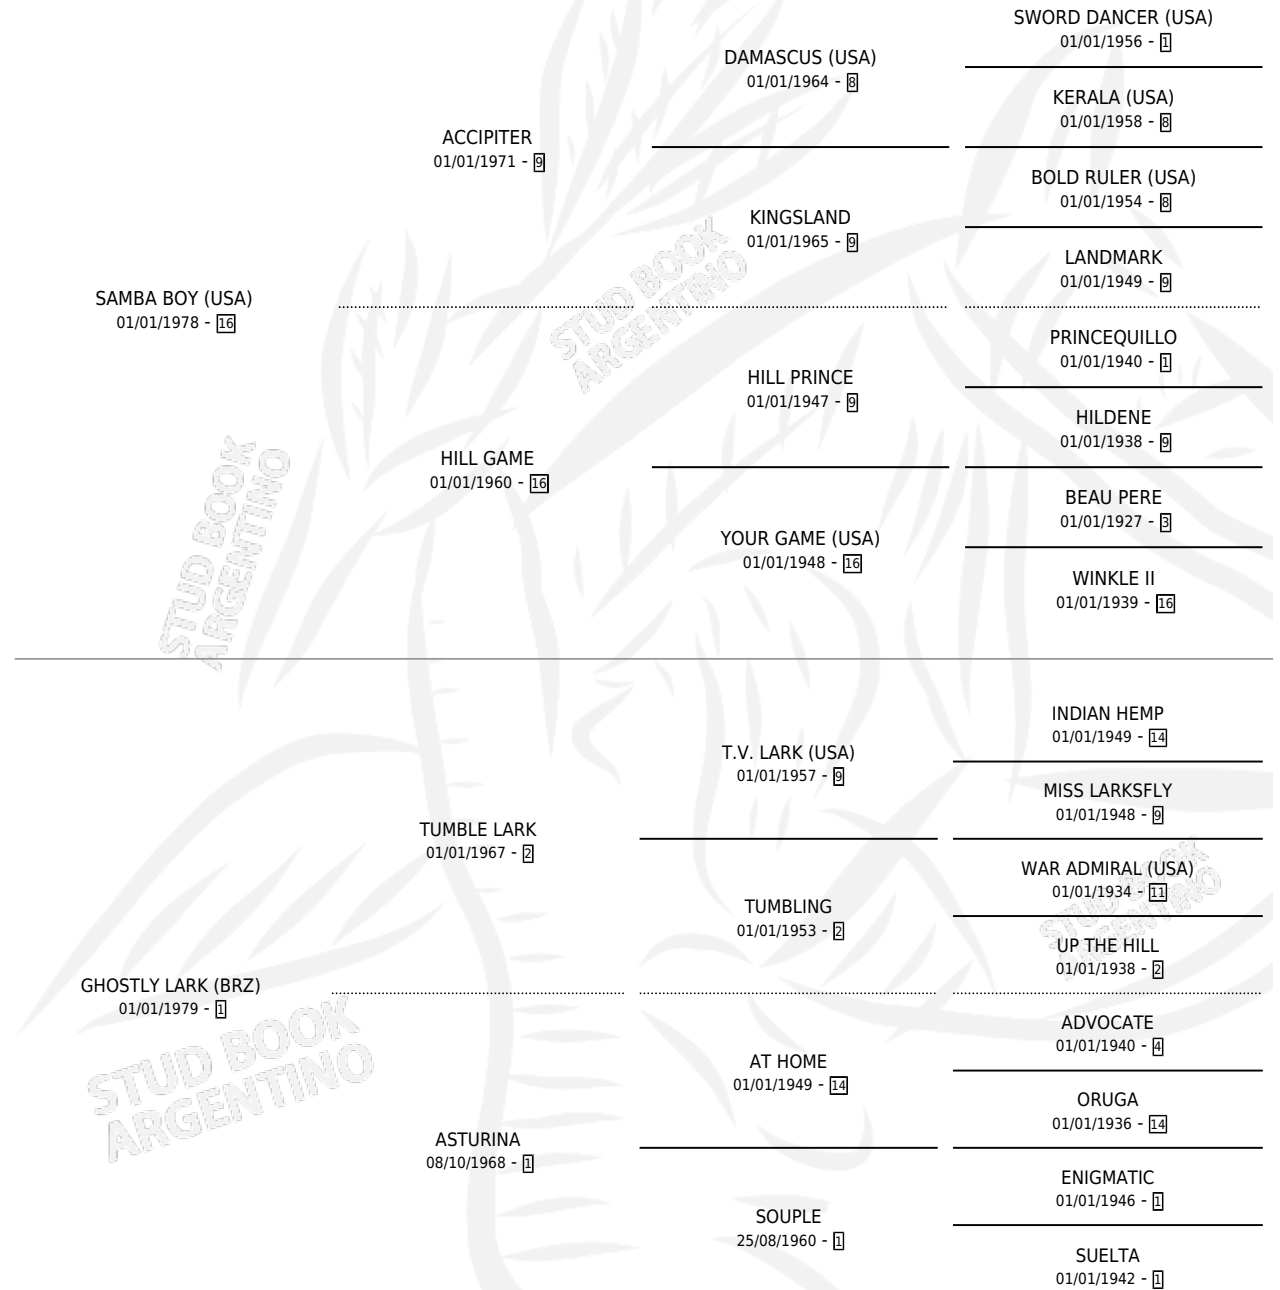 SWORD DANCER (USA)
01/01/1956 - 1
DAMASCUS (USA)
01/01/1964 - 8
KERALA (USA)
01/01/1958 - 8
ACCIPITER
01/01/1971 - 9
BOLD RULER (USA)
01/01/1954 - 8
KINGSLAND
01/01/1965 - 9
LANDMARK
01/01/1949 - 9
SAMBA BOY (USA)
01/01/1978 - 16
STUD BOOK
ARGENTINO
PRINCEQUILLO
01/01/1940 - 1
HILL PRINCE
01/01/1947 - 9
HILDENE
01/01/1938 - 9
HILL GAME
01/01/1960 - 16
BEAU PERE
01/01/1927 - 3
YOUR GAME (USA)
01/01/1948 - 16
WINKLE II
01/01/1939 - 16
STUD BOOK
ARGENTINO
INDIAN HEMP
01/01/1949 - 14
T.V. LARK (USA)
01/01/1957 - 9
MISS LARKSFLY
01/01/1948 - 9
TUMBLE LARK
01/01/1967 - 2
WAR ADMIRAL (USA)
01/01/1934 - 11
TUMBLING
01/01/1953 - 2
STUD BOOK
ARGENTINO
UP THE HILL
01/01/1938 - 2
GHOSTLY LARK (BRZ)
01/01/1979 - 1
STUD BOOK
ARGENTINO
ADVOCATE
01/01/1940 - 4
AT HOME
01/01/1949 - 14
ORUGA
01/01/1936 - 14
ASTURINA
08/10/1968 - 1
ENIGMATIC
01/01/1946 - 1
SOUPLE
25/08/1960 - 1
SUELTA
01/01/1942 - 1